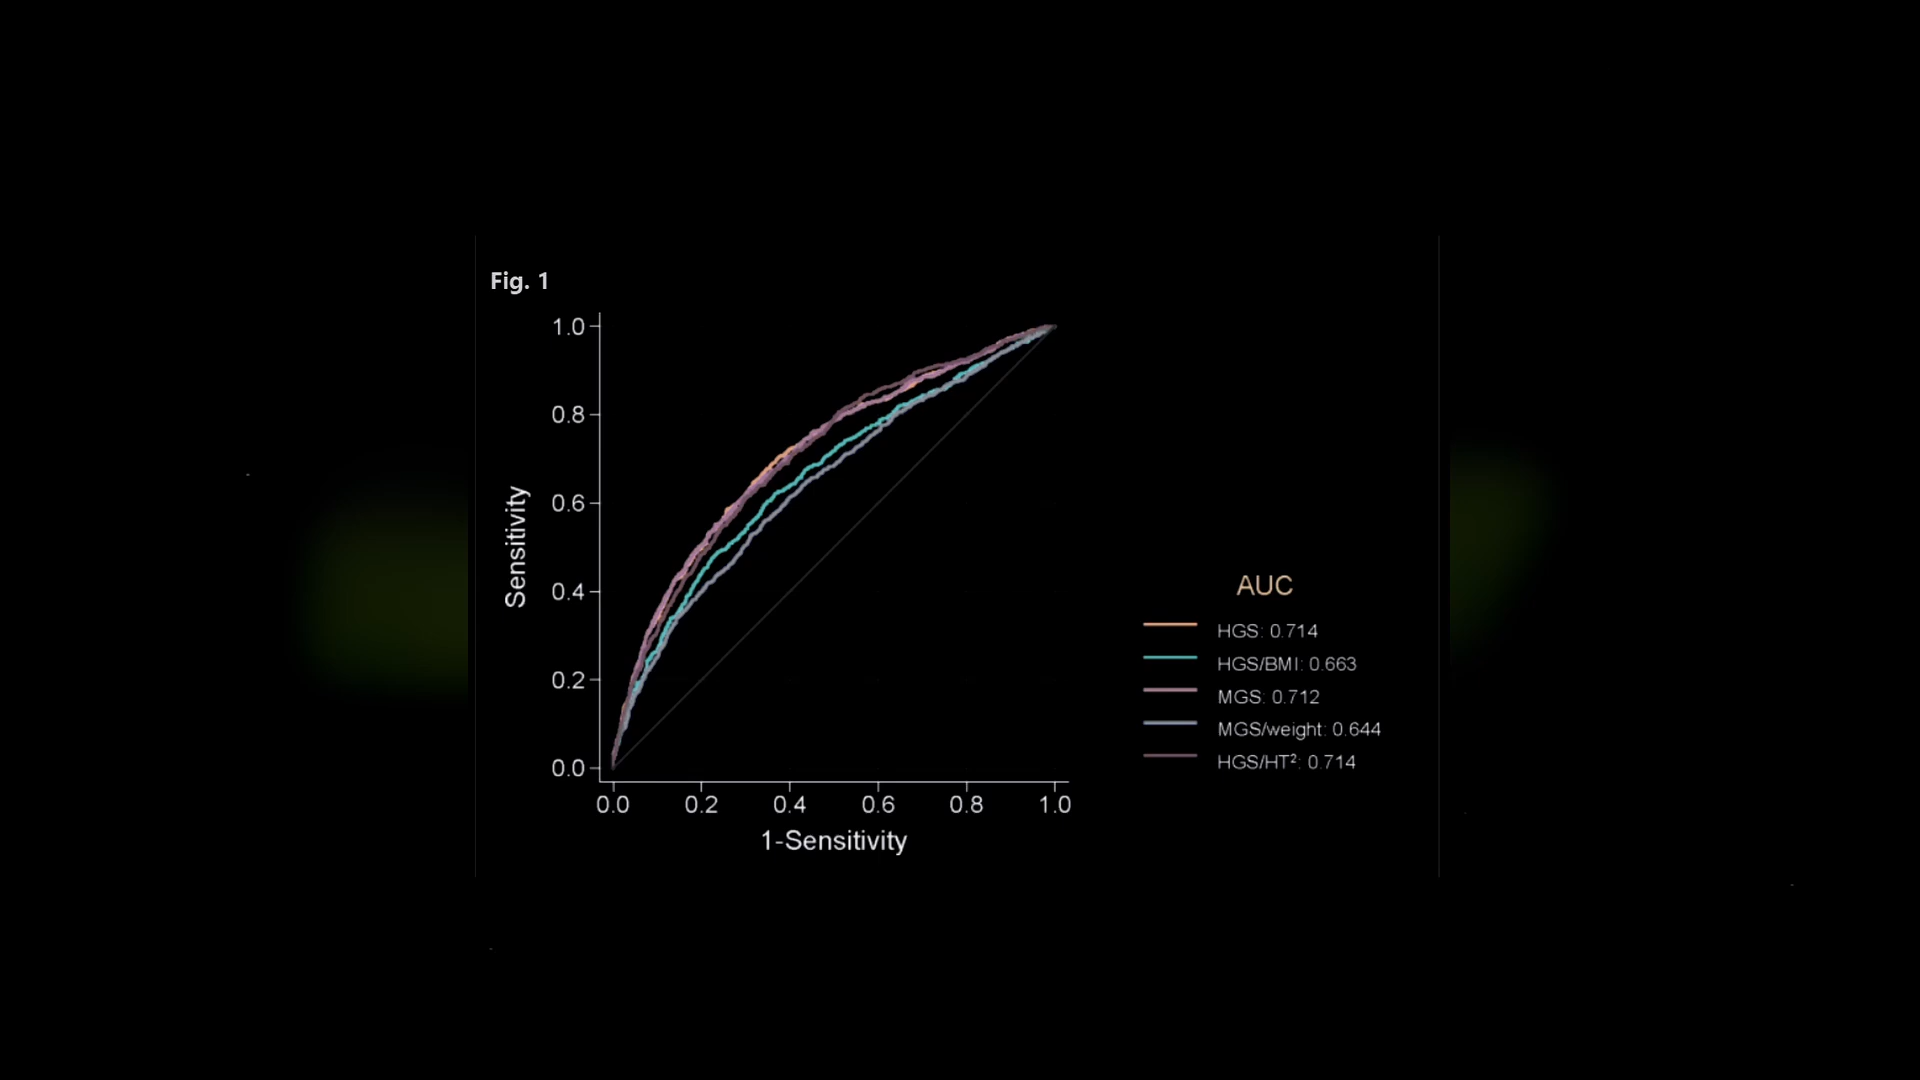 Fig. 1
1.0
0.8
0.6
0.4
0.2
0.0
Sensitivity
0.0 0.2 0.4 0.6 0.8 1.0
1-Sensitivity
AUC
HGS: 0.714
HGS/BMI: 0.663
MGS: 0.712
MGS/weight: 0.644
HGS/HT²: 0.714